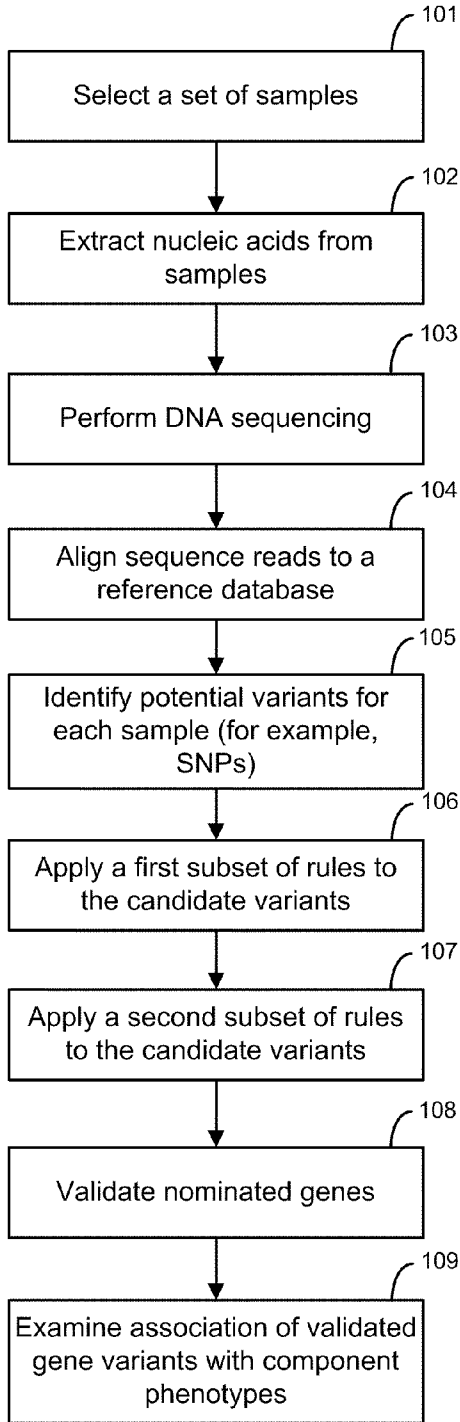 101
Select a set of samples
102
Extract nucleic acids from
samples
103
Perform DNA sequencing
104
Align sequence reads to a
reference database
105
Identify potential variants for
each sample (for example,
SNPs)
106
Apply a first subset of rules to
the candidate variants
107
Apply a second subset of rules
to the candidate variants
108
Validate nominated genes
109
Examine association of validated
gene variants with component
phenotypes